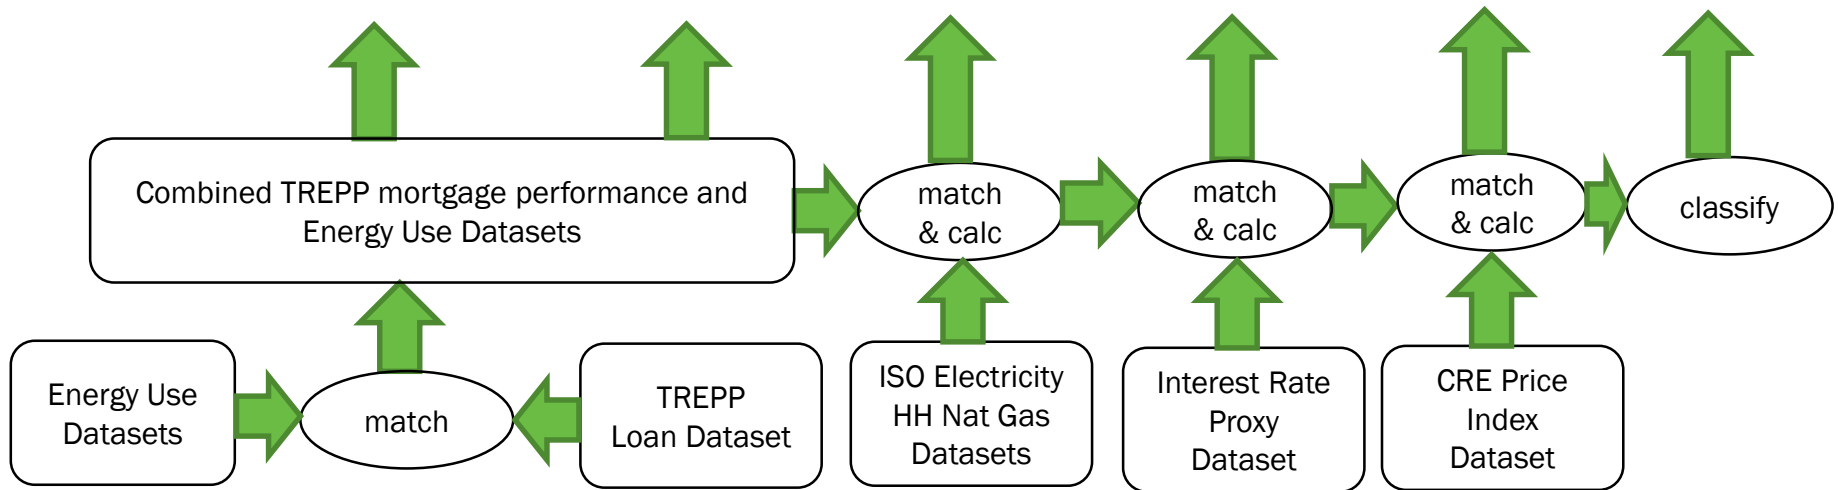 Combined TREPP mortgage performance and
Energy Use Datasets
match
& calc
match
& calc
match
& calc
classify
Energy Use
Datasets
match
TREPP
Loan Dataset
ISO Electricity
HH Nat Gas
Datasets
Interest Rate
Proxy
Dataset
CRE Price
Index
Dataset